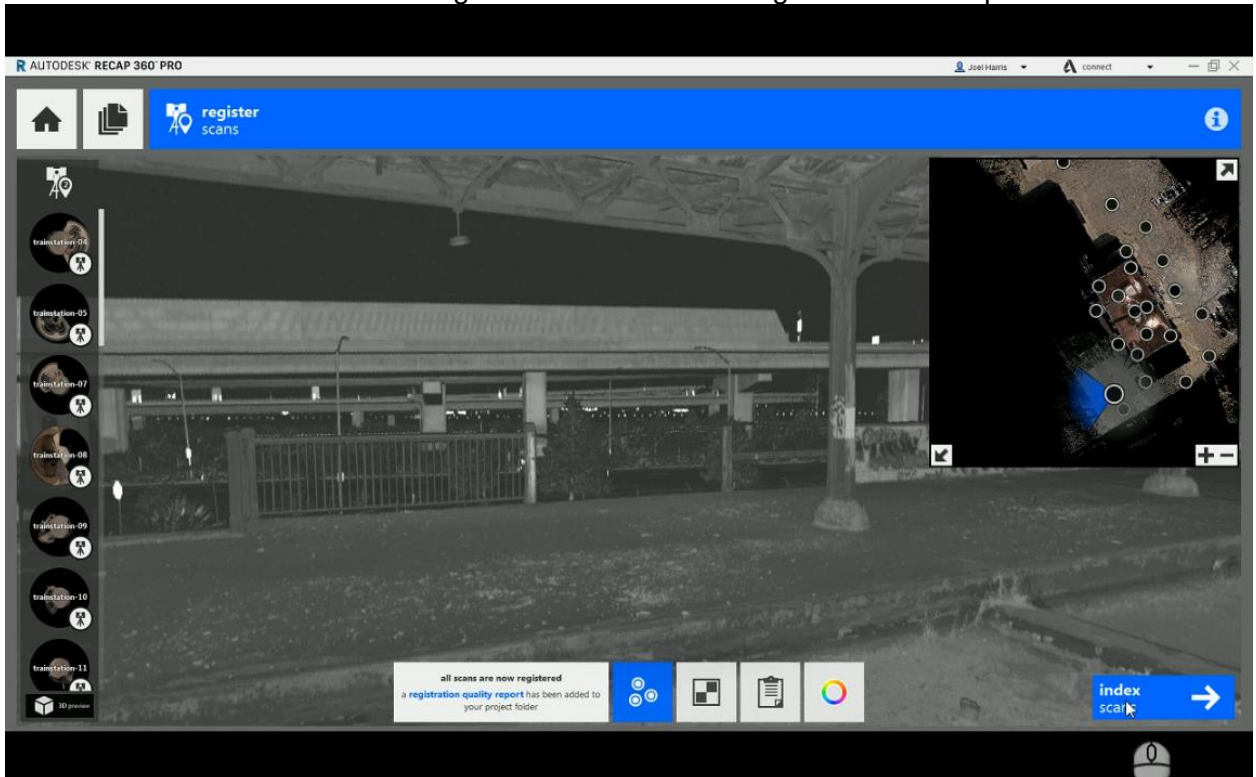 R AUTODESK® RECAP 360™ PRO
Joel Harris
connect
register
scans
trainstation-04
trainstation-05
trainstation-07
trainstation-08
trainstation-09
trainstation-10
trainstation-11
3D preview
all scans are now registered
a registration quality report has been added to
your project folder
index
scans